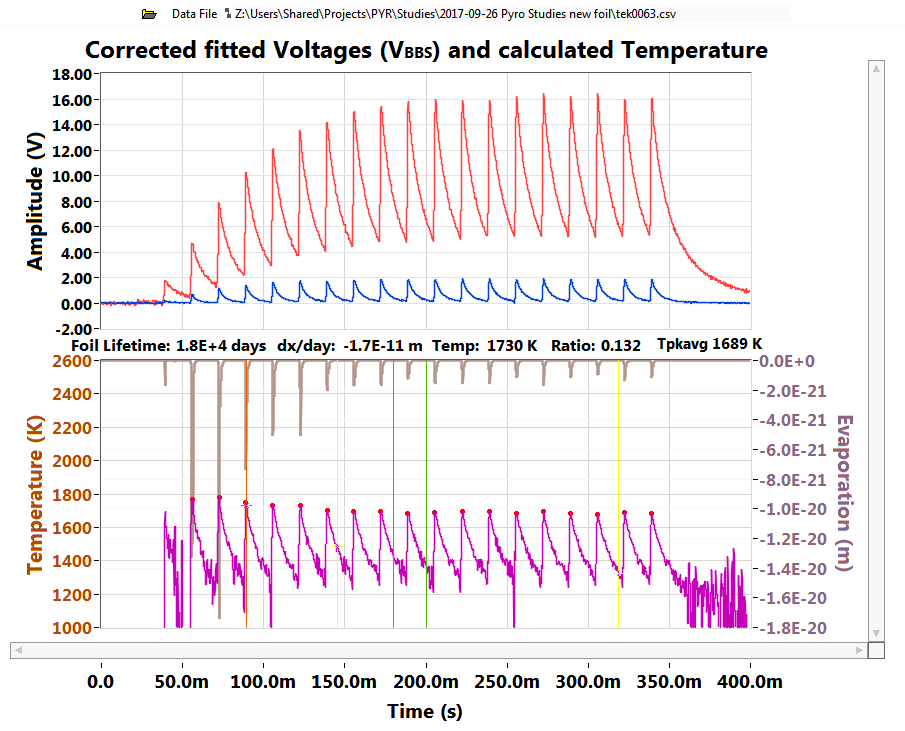 Data File Z:\Users\Shared\Projects\PYR\Studies\2017-09-26 Pyro Studies new foil\tek0063.csv
Corrected fitted Voltages (VBBS) and calculated Temperature
18.00
16.00
14.00
12.00
10.00
8.00
6.00
4.00
2.00
0.00
-2.00
Amplitude (V)
Foil Lifetime: 1.8E+4 days dx/day: -1.7E-11 m Temp: 1730 K Ratio: 0.132 Tpkavg 1689 K
2600
2400
2200
2000
1800
1600
1400
1200
1000
Temperature (K)
0.0E+0
-2.0E-21
-4.0E-21
-6.0E-21
-8.0E-21
-1.0E-20
-1.2E-20
-1.4E-20
-1.6E-20
-1.8E-20
Evaporation (m)
0.0 50.0m 100.0m 150.0m 200.0m 250.0m 300.0m 350.0m 400.0m
Time (s)